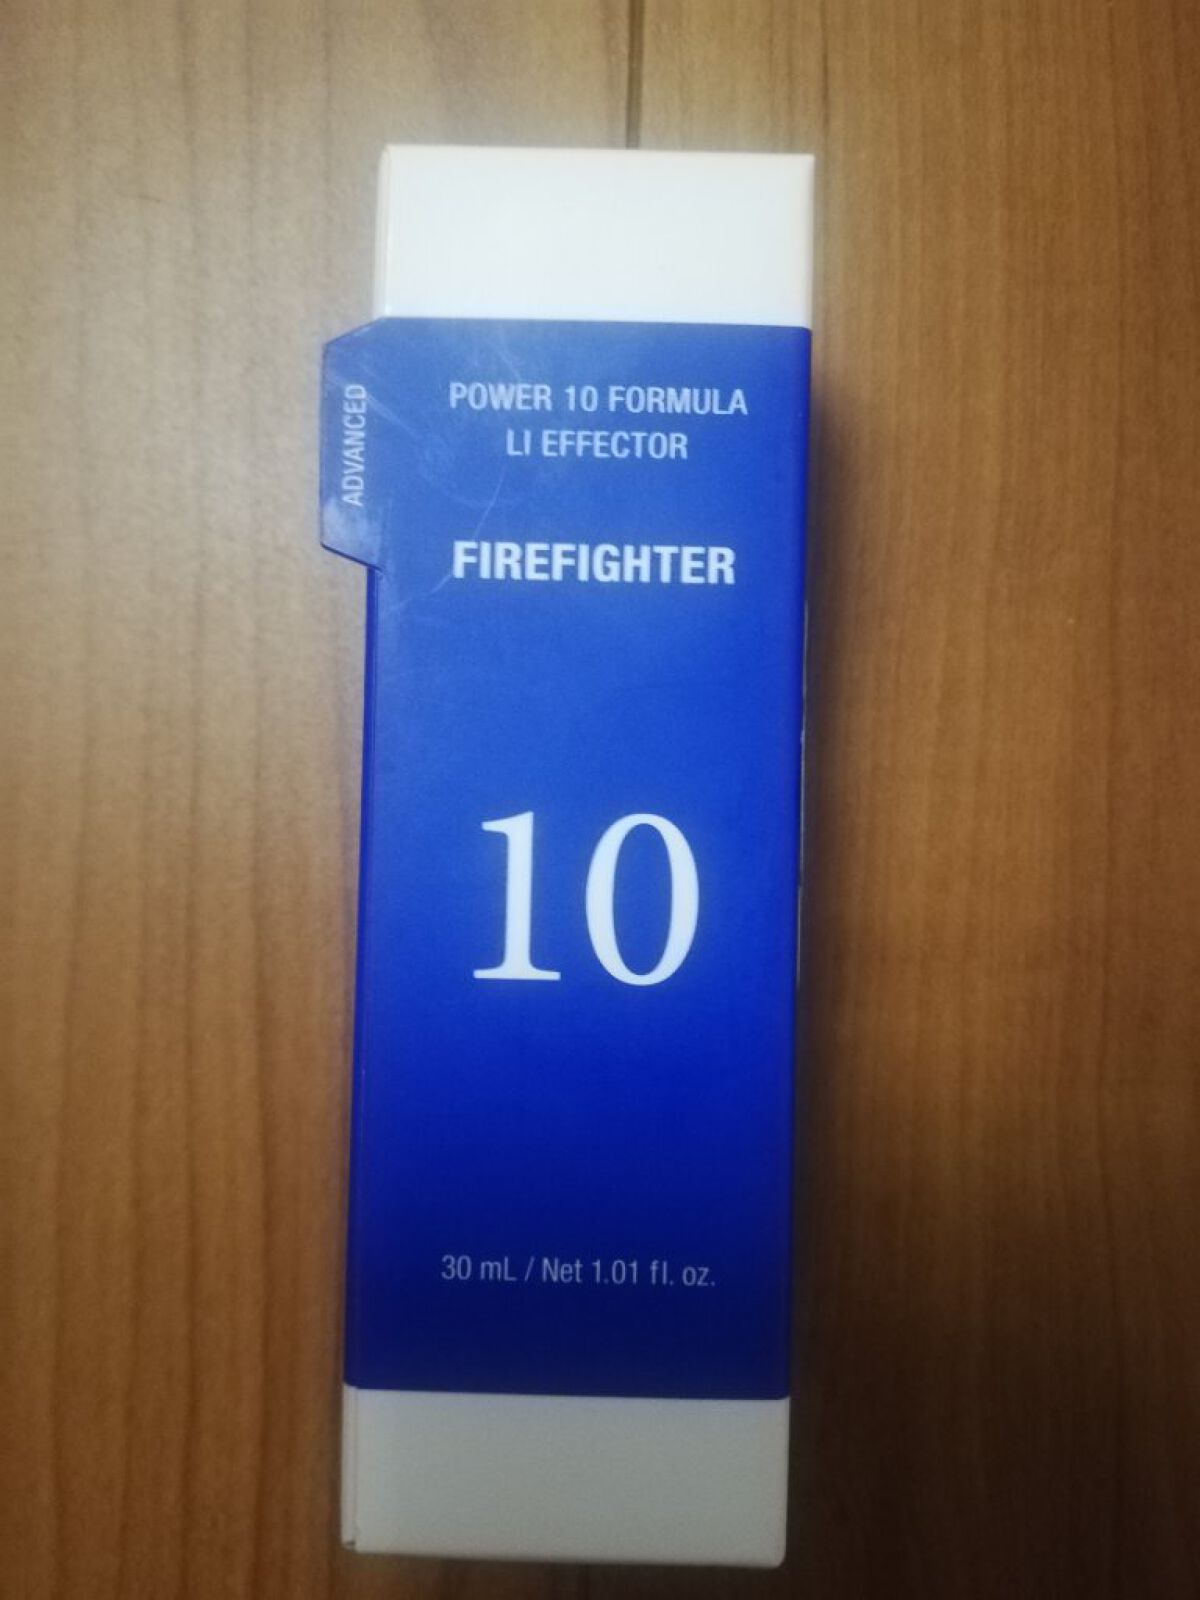 ADVANCED
POWER 10 FORMULA
LI EFFECTOR
FIREFIGHTER
10
30 mL / Net 1.01 fl. oz.